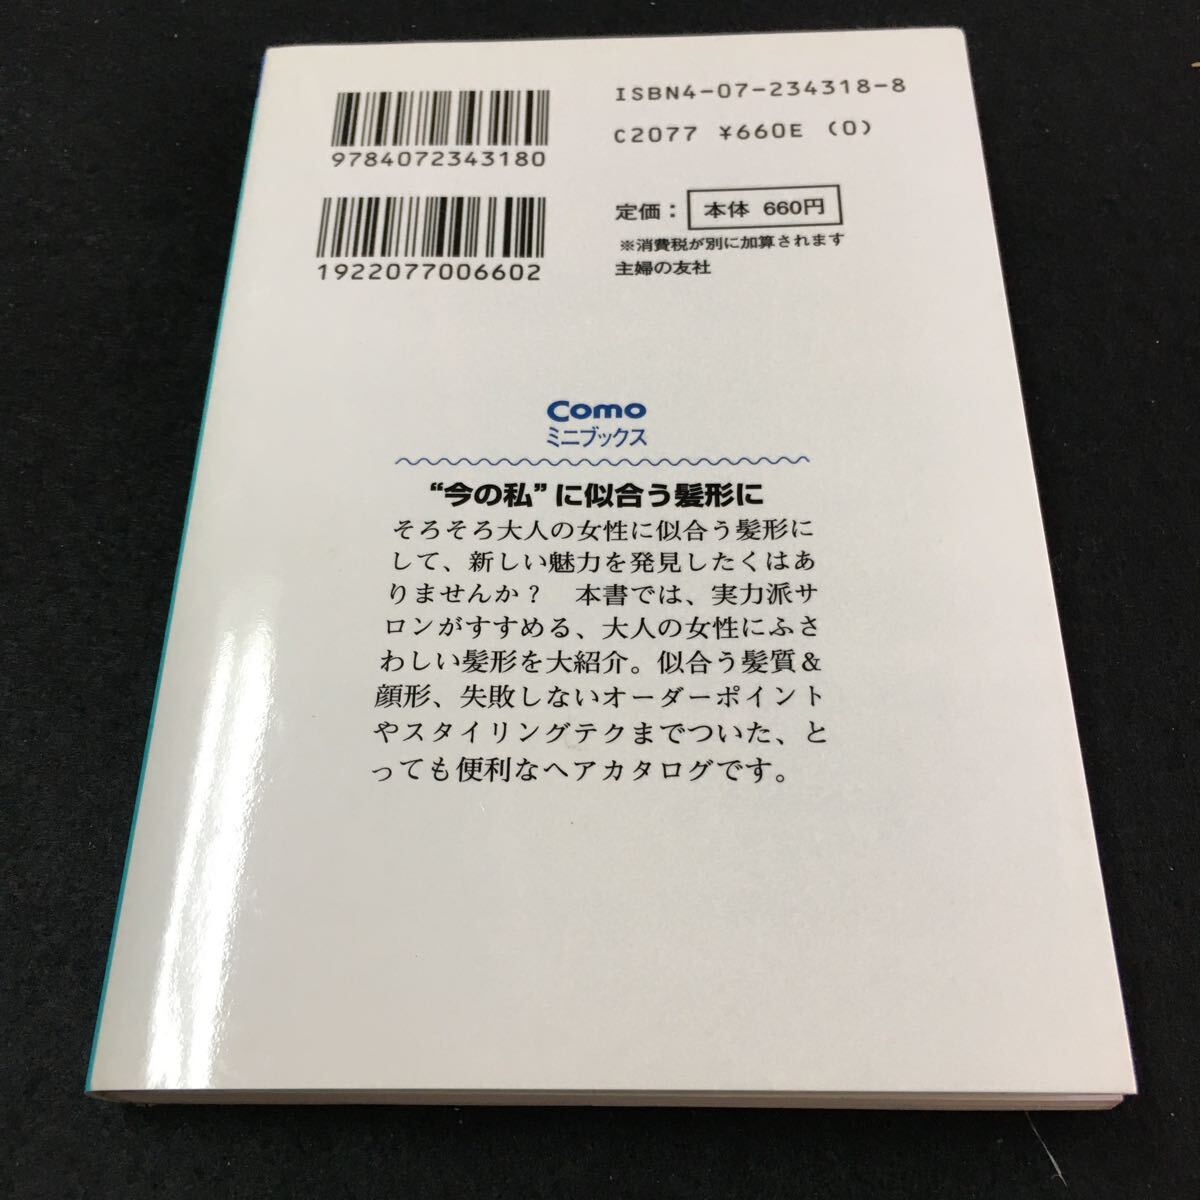 9784072343180
ISBN4-07-234318-8
C2077 ¥660E (0)
1922077006602
定価： 本体 660円
※消費税が別に加算されます
主婦の友社
Como
ミニブックス
“今の私”に似合う髪形に
そろそろ大人の女性に似合う髪形に
して、新しい魅力を発見したくはあ
りませんか？　本書では、実力派サ
ロンがすすめる、大人の女性にふさ
わしい髪形を大紹介。似合う髪質＆
顔形、失敗しないオーダーポイント
やスタイリングテクまでついた、と
っても便利なヘアカタログです。